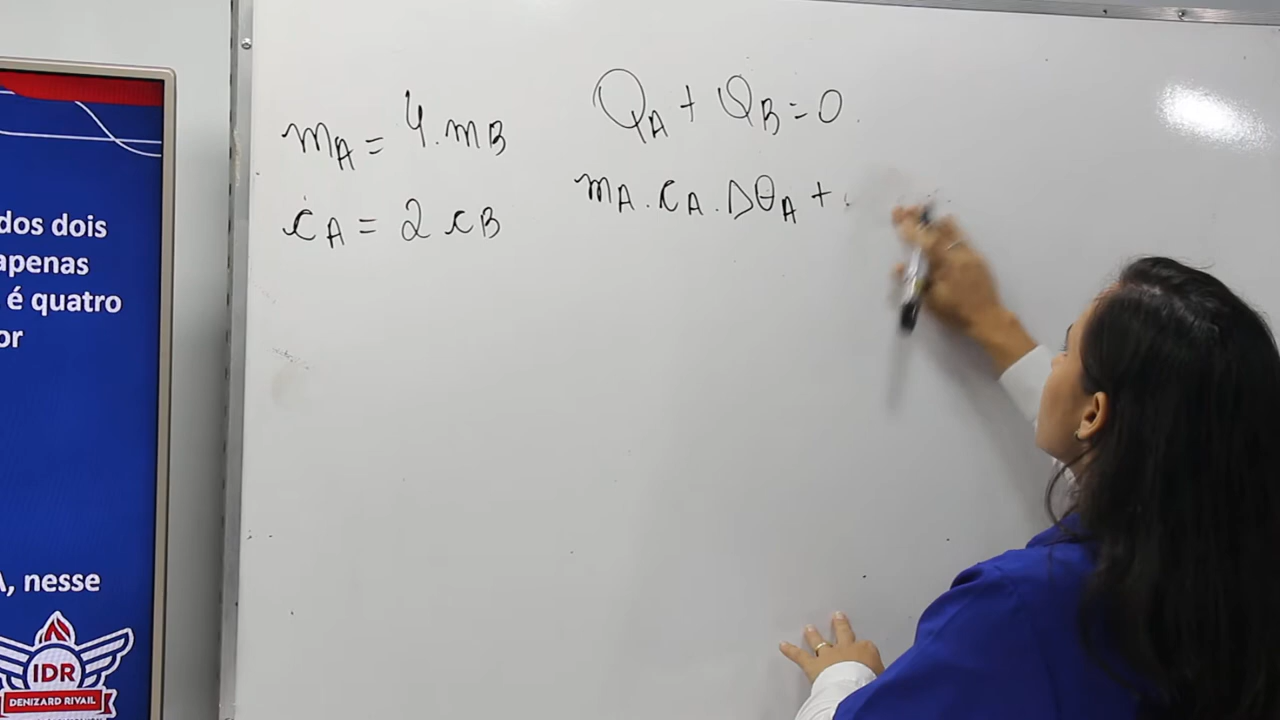 dos dois
apenas
é quatro
or
A, nesse
IDR
DENIZARD RIVAIL
mA = 4.mB
cA = 2 cB
QA + QB = 0.
mA.cA.ΔθA +